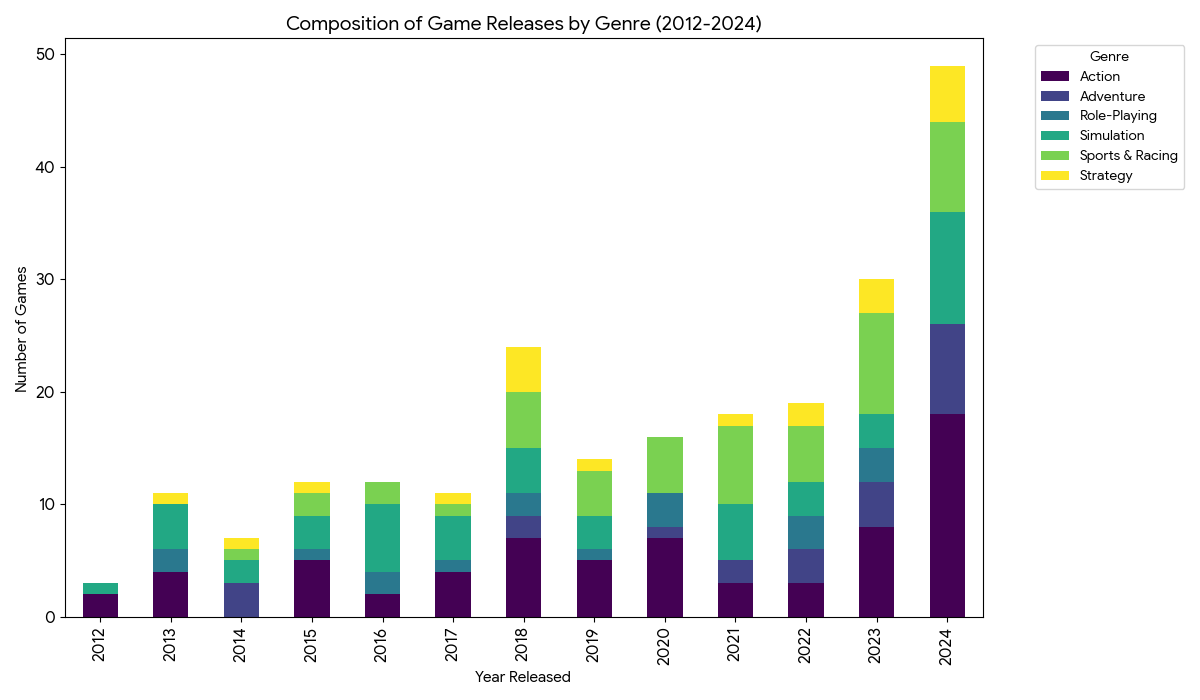 Composition of Game Releases by Genre (2012-2024)
Genre
Action
Adventure
Role-Playing
Simulation
Sports & Racing
Strategy
Number of Games
50
40
30
20
10
0
2012
2013
2014
2015
2016
2017
2018
2019
2020
2021
2022
2023
2024
Year Released